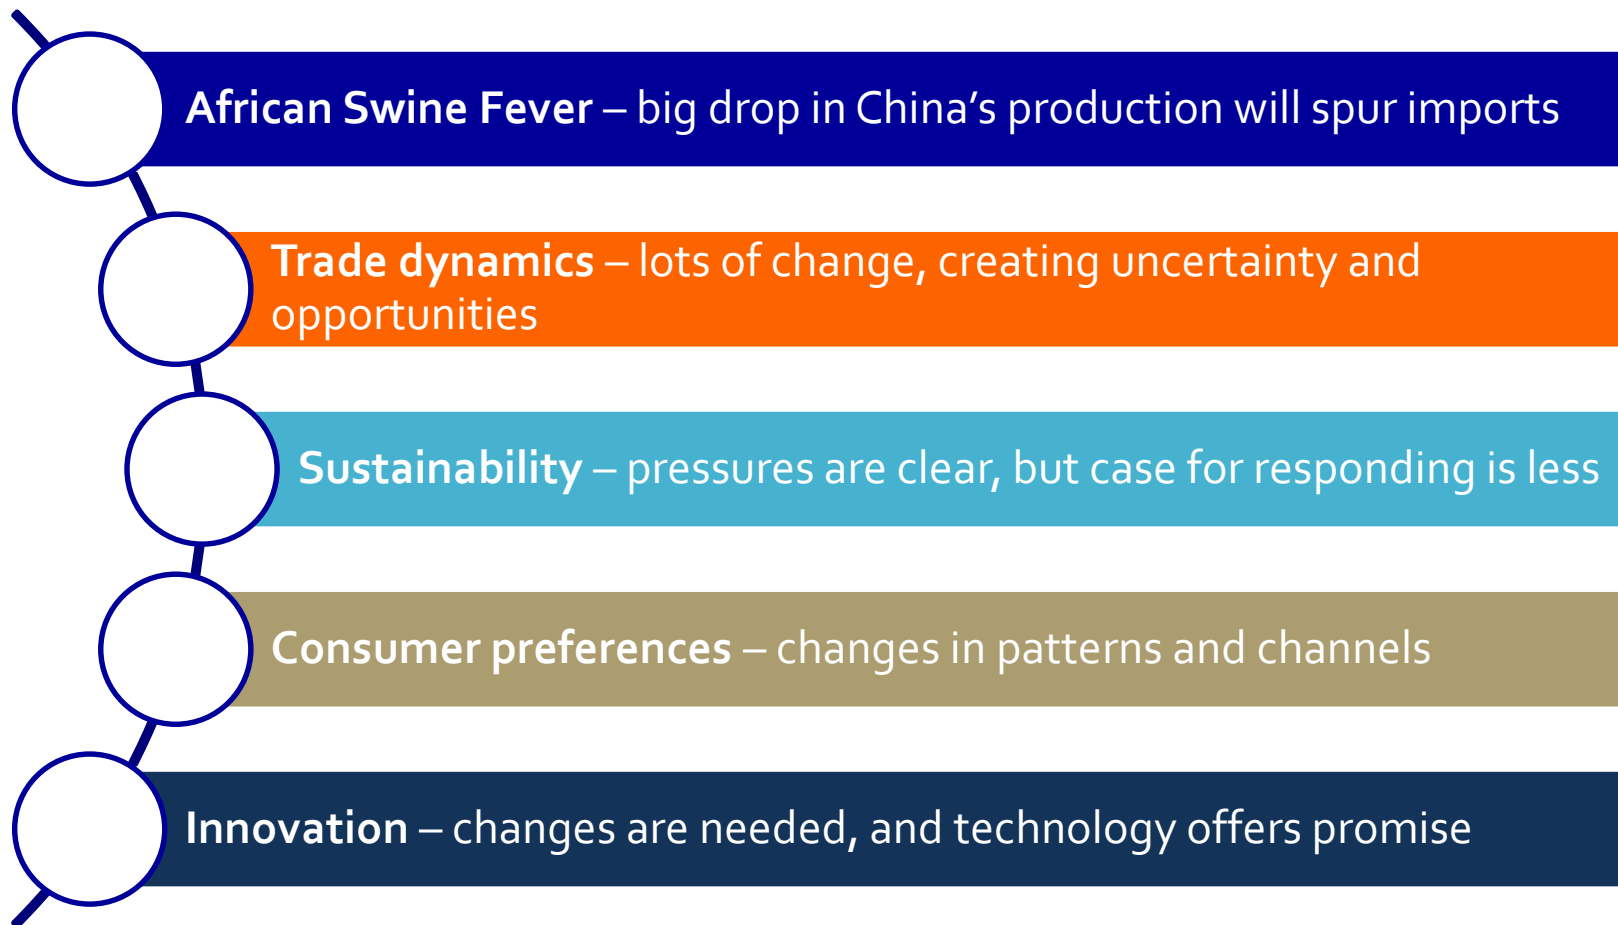 African Swine Fever – big drop in China’s production will spur imports
Trade dynamics – lots of change, creating uncertainty and
opportunities
Sustainability – pressures are clear, but case for responding is less
Consumer preferences – changes in patterns and channels
Innovation – changes are needed, and technology offers promise